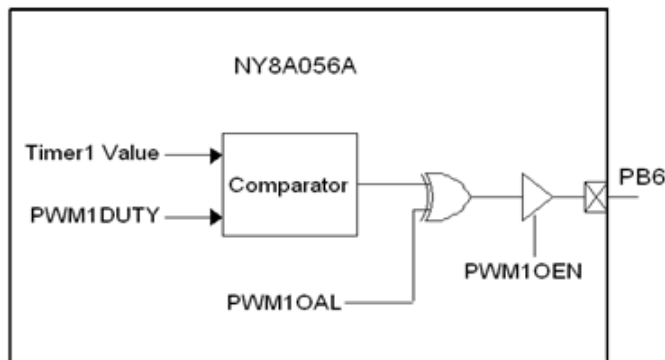 NY8A056A
Timer1 Value
Comparator
PWM1DUTY
PB6
PWM1OEN
PWM1OAL